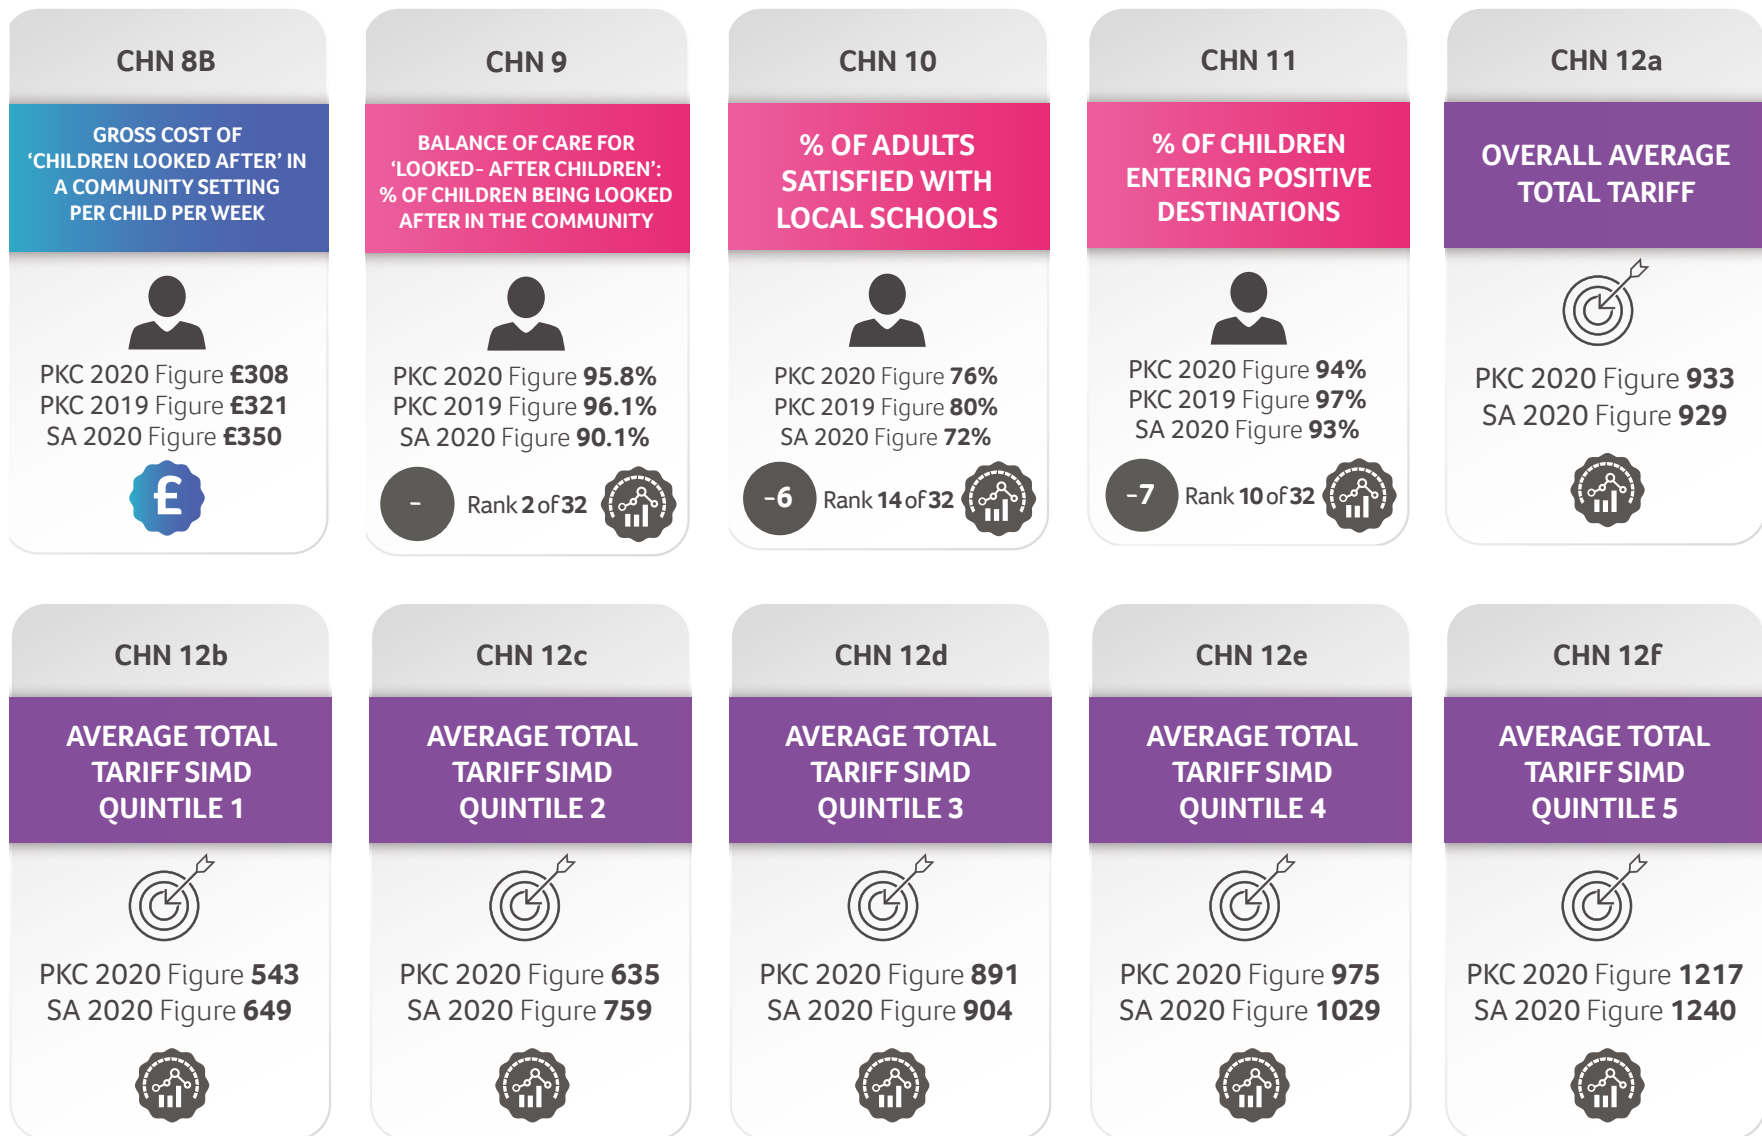 CHN 8B
GROSS COST OF
‘CHILDREN LOOKED AFTER’ IN
A COMMUNITY SETTING
PER CHILD PER WEEK
PKC 2020 Figure £308
PKC 2019 Figure £321
SA 2020 Figure £350
£
CHN 9
BALANCE OF CARE FOR
‘LOOKED- AFTER CHILDREN’:
% OF CHILDREN BEING LOOKED
AFTER IN THE COMMUNITY
PKC 2020 Figure 95.8%
PKC 2019 Figure 96.1%
SA 2020 Figure 90.1%
- Rank 2 of 32
CHN 10
% OF ADULTS
SATISFIED WITH
LOCAL SCHOOLS
PKC 2020 Figure 76%
PKC 2019 Figure 80%
SA 2020 Figure 72%
-6 Rank 14 of 32
CHN 11
% OF CHILDREN
ENTERING POSITIVE
DESTINATIONS
PKC 2020 Figure 94%
PKC 2019 Figure 97%
SA 2020 Figure 93%
-7 Rank 10 of 32
CHN 12a
OVERALL AVERAGE
TOTAL TARIFF
PKC 2020 Figure 933
SA 2020 Figure 929
CHN 12b
AVERAGE TOTAL
TARIFF SIMD
QUINTILE 1
PKC 2020 Figure 543
SA 2020 Figure 649
CHN 12c
AVERAGE TOTAL
TARIFF SIMD
QUINTILE 2
PKC 2020 Figure 635
SA 2020 Figure 759
CHN 12d
AVERAGE TOTAL
TARIFF SIMD
QUINTILE 3
PKC 2020 Figure 891
SA 2020 Figure 904
CHN 12e
AVERAGE TOTAL
TARIFF SIMD
QUINTILE 4
PKC 2020 Figure 975
SA 2020 Figure 1029
CHN 12f
AVERAGE TOTAL
TARIFF SIMD
QUINTILE 5
PKC 2020 Figure 1217
SA 2020 Figure 1240